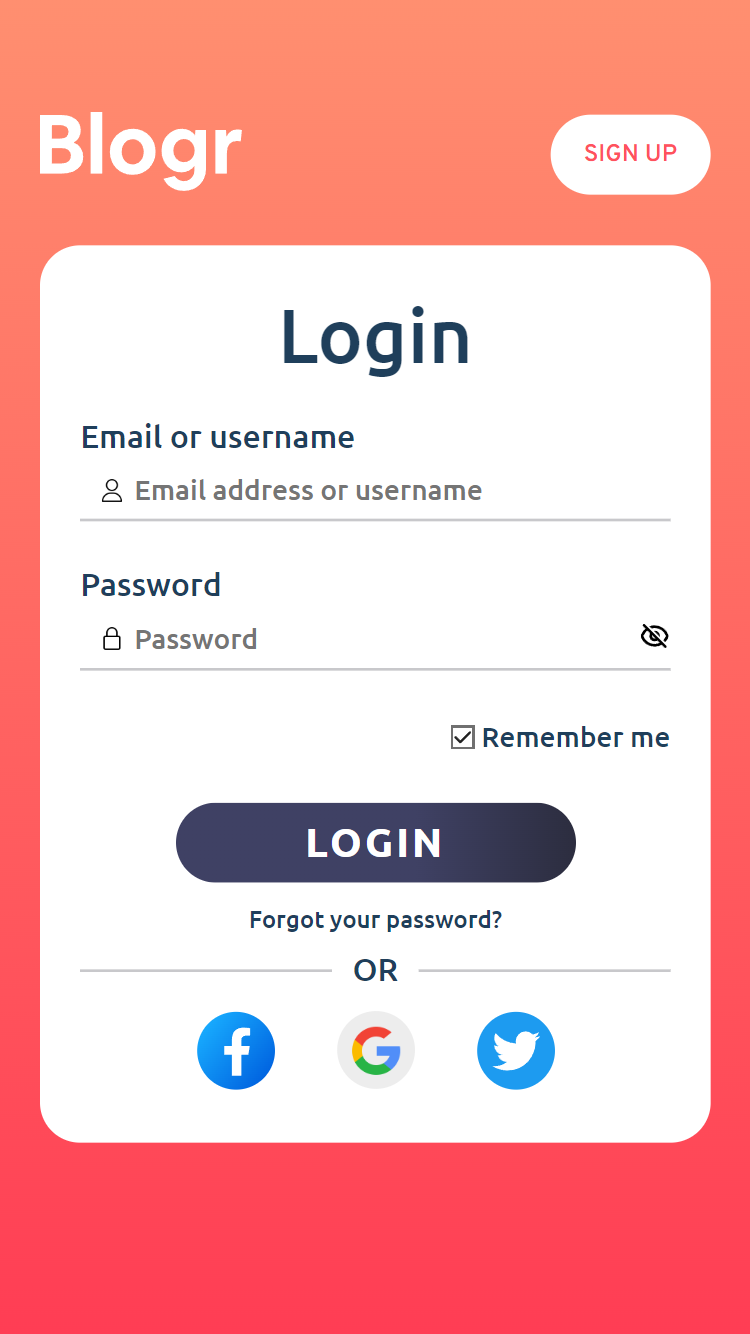 Blogr
SIGN UP
Login
Email or username
Email address or username
Password
Password
Remember me
LOGIN
Forgot your password?
OR